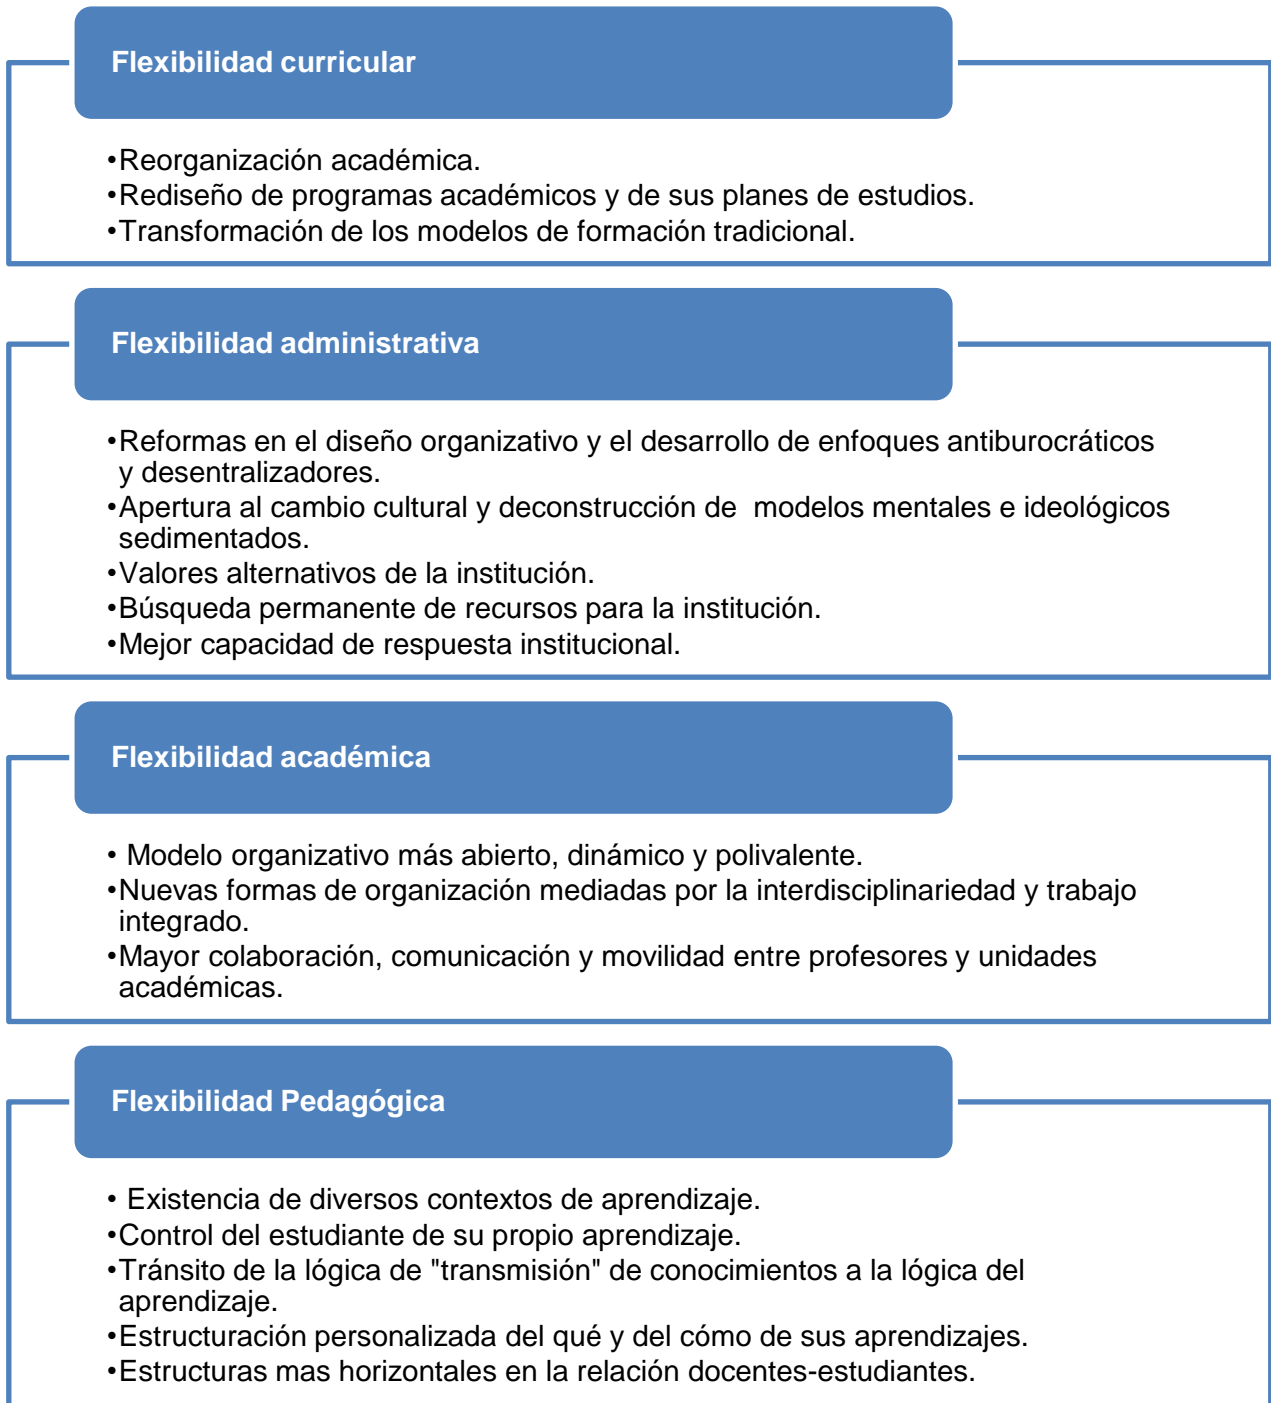 Flexibilidad curricular
•Reorganización académica.
•Rediseño de programas académicos y de sus planes de estudios.
•Transformación de los modelos de formación tradicional.
Flexibilidad administrativa
•Reformas en el diseño organizativo y el desarrollo de enfoques antiburocráticos
y desentralizadores.
•Apertura al cambio cultural y deconstrucción de  modelos mentales e ideológicos
sedimentados.
•Valores alternativos de la institución.
•Búsqueda permanente de recursos para la institución.
•Mejor capacidad de respuesta institucional.
Flexibilidad académica
• Modelo organizativo más abierto, dinámico y polivalente.
•Nuevas formas de organización mediadas por la interdisciplinariedad y trabajo
integrado.
•Mayor colaboración, comunicación y movilidad entre profesores y unidades
académicas.
Flexibilidad Pedagógica
• Existencia de diversos contextos de aprendizaje.
•Control del estudiante de su propio aprendizaje.
•Tránsito de la lógica de "transmisión" de conocimientos a la lógica del
aprendizaje.
•Estructuración personalizada del qué y del cómo de sus aprendizajes.
•Estructuras mas horizontales en la relación docentes-estudiantes.